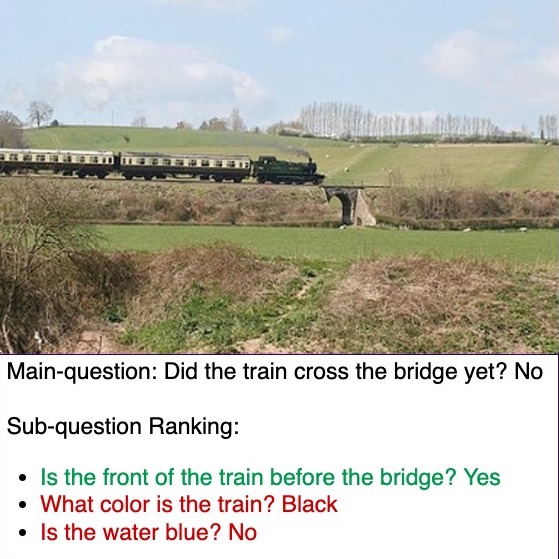 Main-question: Did the train cross the bridge yet? No
Sub-question Ranking:
• Is the front of the train before the bridge? Yes
• What color is the train? Black
• Is the water blue? No